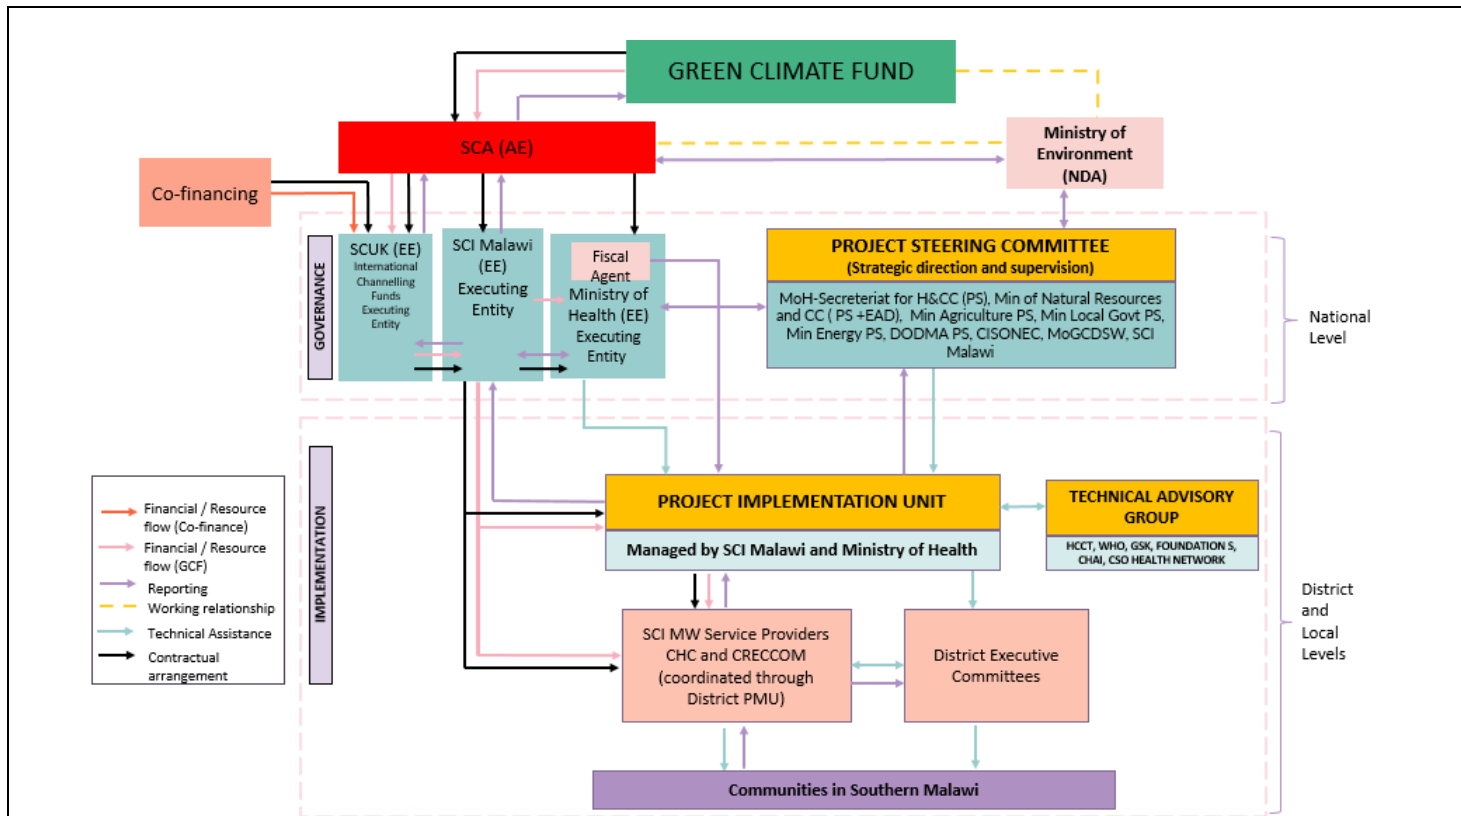 GREEN CLIMATE FUND
SCA (AE)
Ministry of
Environment
(NDA)
Co-financing
GOVERNANCE
SCUK (EE)
International
Channelling
Funds
Executing
Entity
SCI Malawi
(EE)
Executing
Entity
Fiscal
Agent
Ministry of
Health (EE)
Executing
Entity
PROJECT STEERING COMMITTEE
(Strategic direction and supervision)
MoH-Secreteriat for H&CC (PS), Min of Natural Resources
and CC ( PS +EAD),  Min Agriculture PS, Min Local Govt PS,
Min Energy PS, DODMA PS, CISONEC, MoGCDSW, SCI
Malawi
National
Level
IMPLEMENTATION
PROJECT IMPLEMENTATION UNIT
Managed by SCI Malawi and Ministry of Health
TECHNICAL ADVISORY
GROUP
HCCT, WHO, GSK, FOUNDATION S,
CHAI, CSO HEALTH NETWORK
SCI MW Service Providers
CHC and CRECCOM
(coordinated through
District PMU)
District Executive
Committees
Communities in Southern Malawi
District
and
Local
Levels
Financial / Resource
flow (Co-finance)
Financial / Resource
flow (GCF)
Reporting
Working relationship
Technical Assistance
Contractual
arrangement